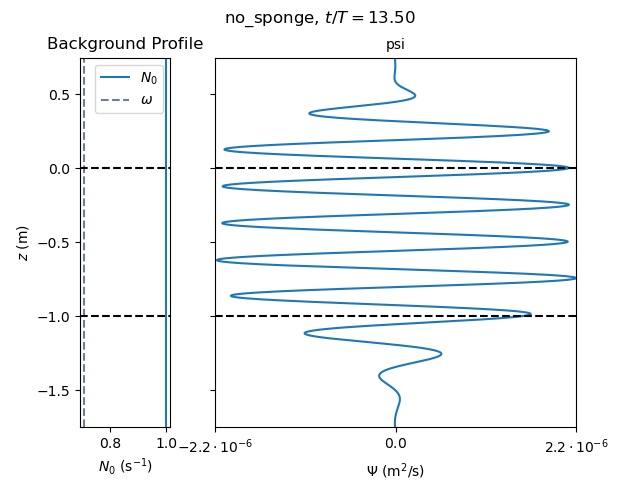 no_sponge, t/T = 13.50
Background Profile
psi
N₀
ω
0.5
0.0
−0.5
−1.0
−1.5
z (m)
0.8
1.0
−2.2 · 10⁻⁶
0.0
2.2 · 10⁻⁶
N₀ (s⁻¹)
Ψ (m²/s)